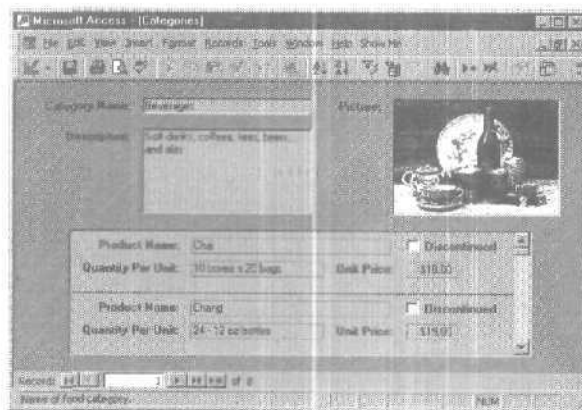 Microsoft Access - [Categories]
File Edit View Insert Format Records Tools Window Help Show Me
Category Name: Beverages Picture:
Description: Soft drinks, coffees, teas, beers, and ales
Product Name: Chai Discontinued
Quantity Per Unit: 10 boxes x 20 bags Unit Price: $18.00
Product Name: Chang Discontinued
Quantity Per Unit: 24 - 12 oz bottles Unit Price: $19.00
Record: 1 of 8
Name of food category. NUM